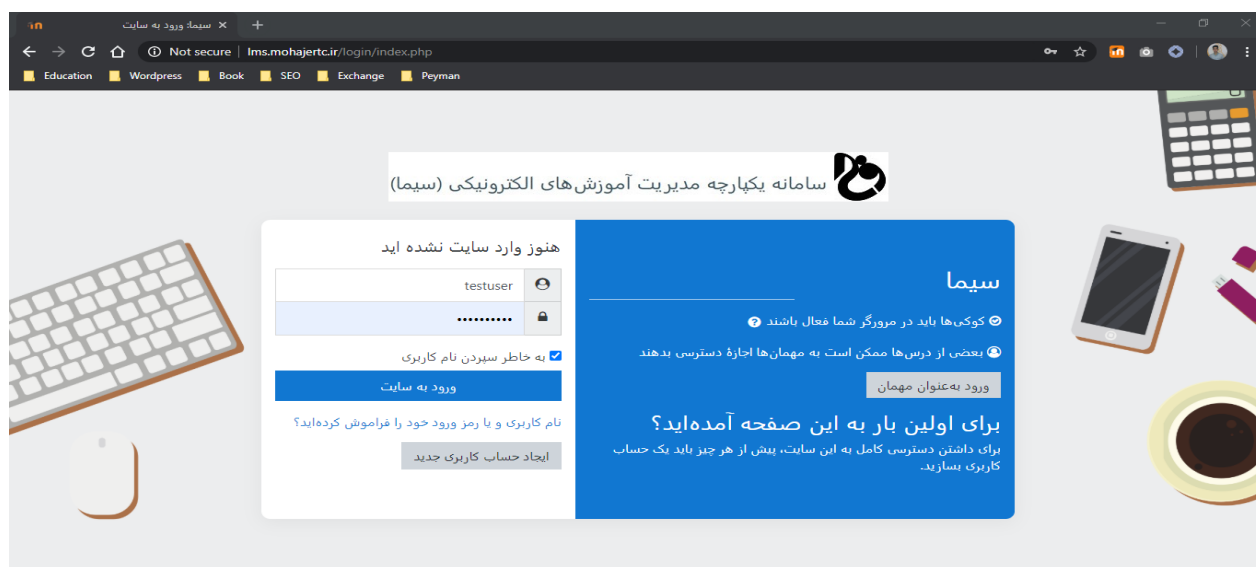 سیما: ورود به سایت
Not secure | lms.mohajertc.ir/login/index.php
Education Wordpress Book SEO Exchange Peyman
سامانه یکپارچه مدیریت آموزش‌های الکترونیکی (سیما)
سیما
کوکی‌ها باید در مرورگر شما فعال باشند
بعضی از درس‌ها ممکن است به مهمان‌ها اجازهٔ دسترسی بدهند
ورود به‌عنوان مهمان
برای اولین بار به این صفحه آمده‌اید؟
برای داشتن دسترسی کامل به این سایت، پیش از هر چیز باید یک حساب
کاربری بسازید.
هنوز وارد سایت نشده اید
testuser
••••••••••
به خاطر سپردن نام کاربری
ورود به سایت
نام کاربری و یا رمز ورود خود را فراموش کرده‌اید؟
ایجاد حساب کاربری جدید